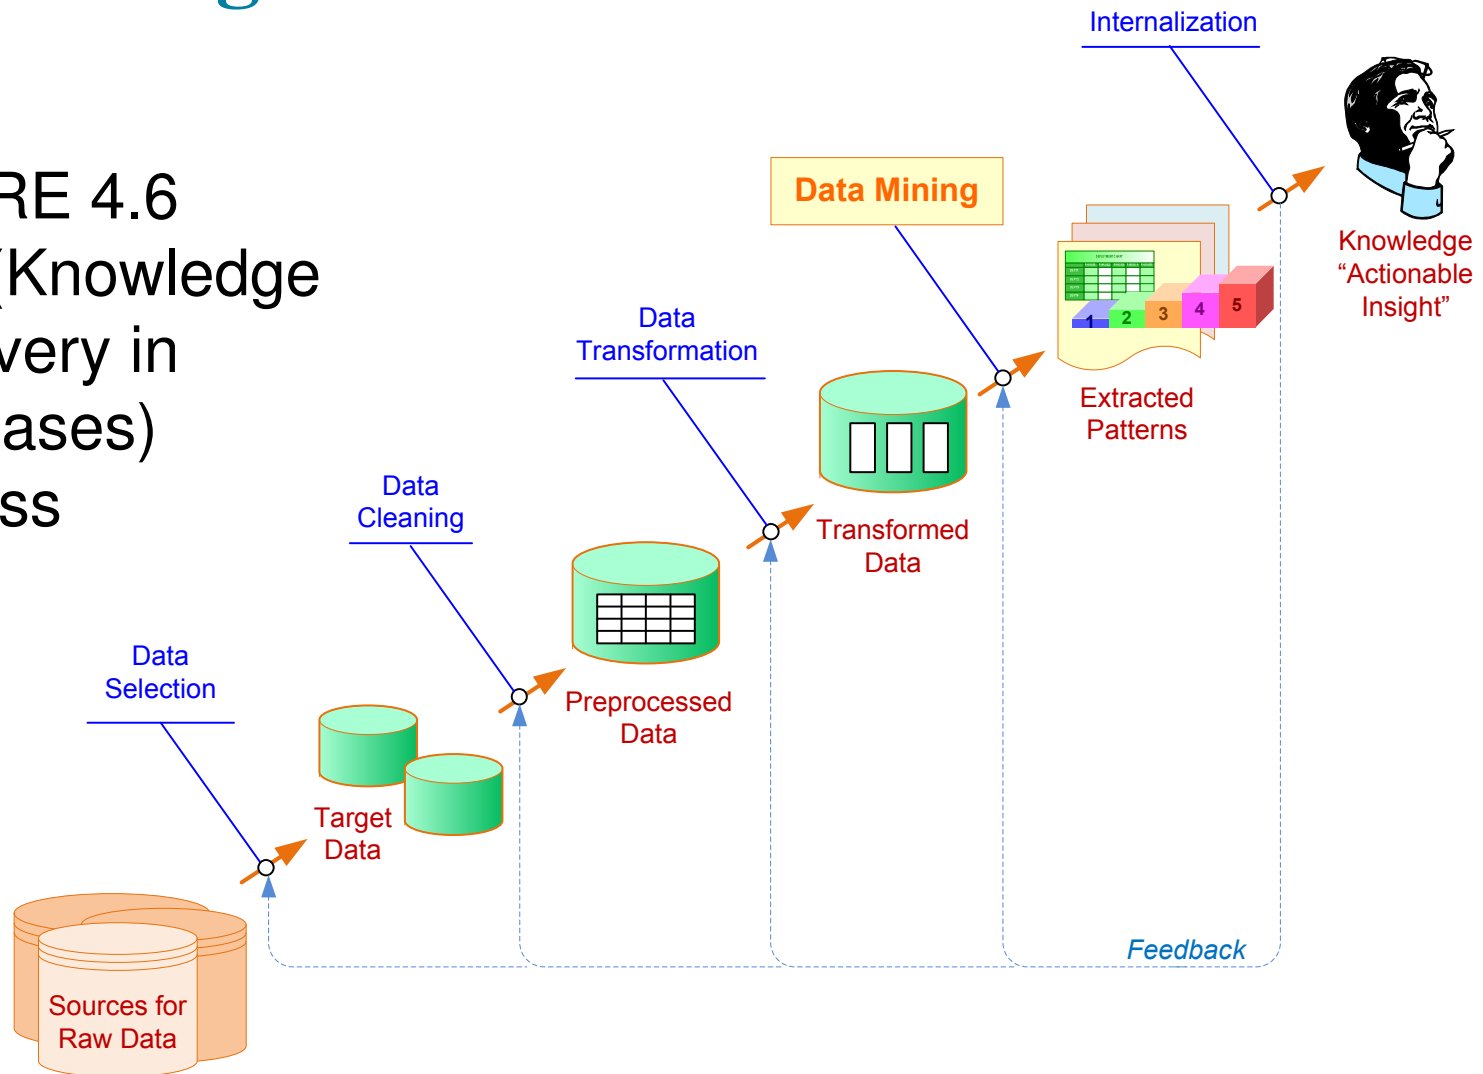 RE 4.6
(Knowledge
very in
ases)
ss
Internalization
Data Mining
Knowledge
“Actionable
Insight”
1 2 3 4 5
Extracted
Patterns
Data
Transformation
Transformed
Data
Data
Cleaning
Preprocessed
Data
Data
Selection
Target
Data
Feedback
Sources for
Raw Data